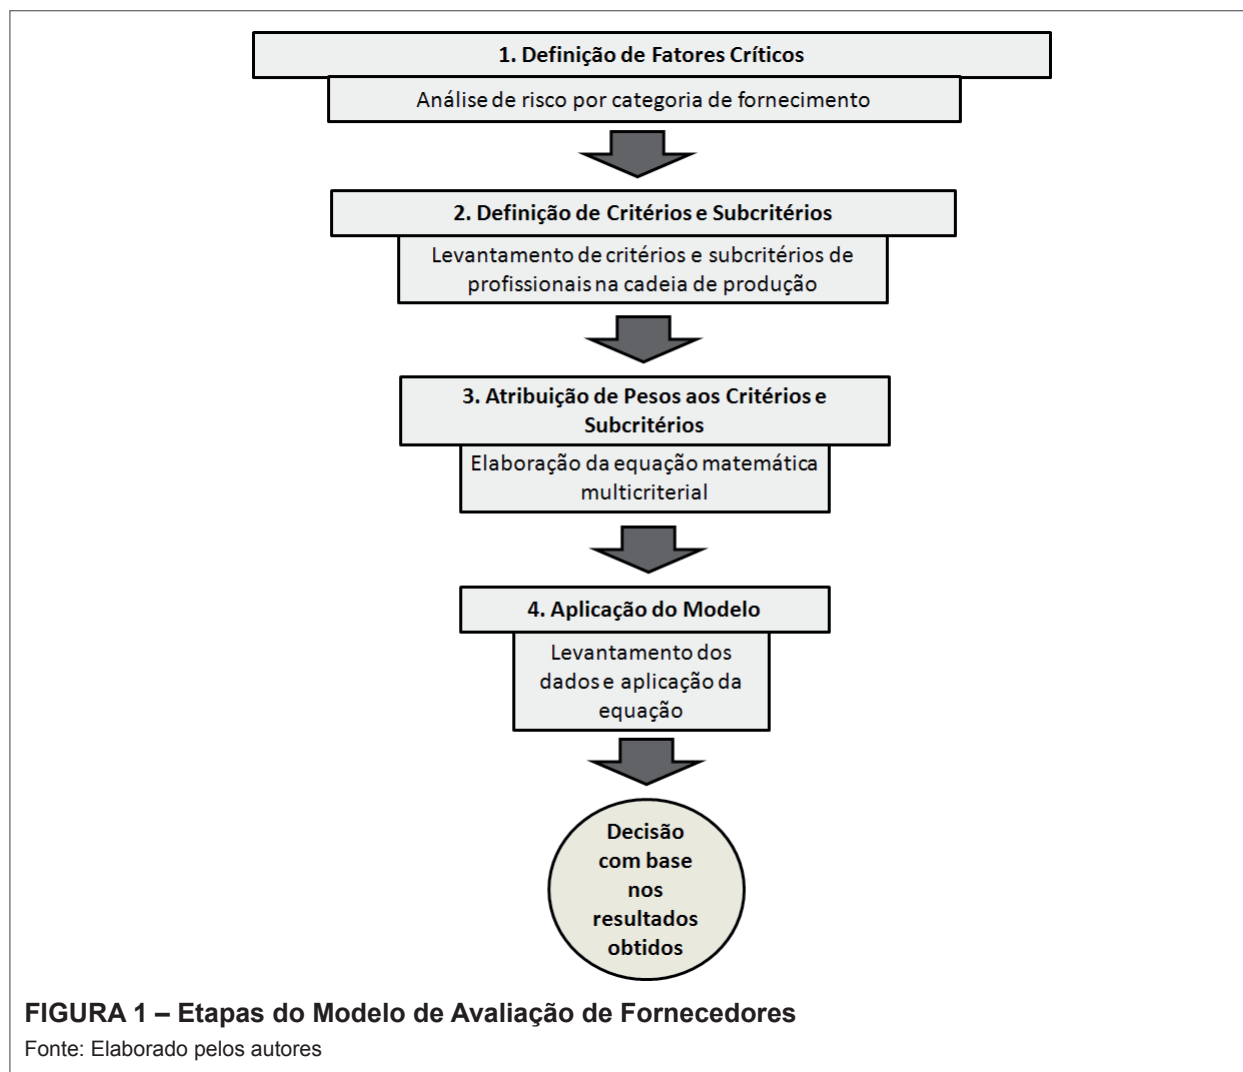 1. Definição de Fatores Críticos
Análise de risco por categoria de fornecimento
2. Definição de Critérios e Subcritérios
Levantamento de critérios e subcritérios de
profissionais na cadeia de produção
3. Atribuição de Pesos aos Critérios e
Subcritérios
Elaboração da equação matemática
multicriterial
4. Aplicação do Modelo
Levantamento dos
dados e aplicação da
equação
Decisão
com base
nos
resultados
obtidos
FIGURA 1 – Etapas do Modelo de Avaliação de Fornecedores
Fonte: Elaborado pelos autores